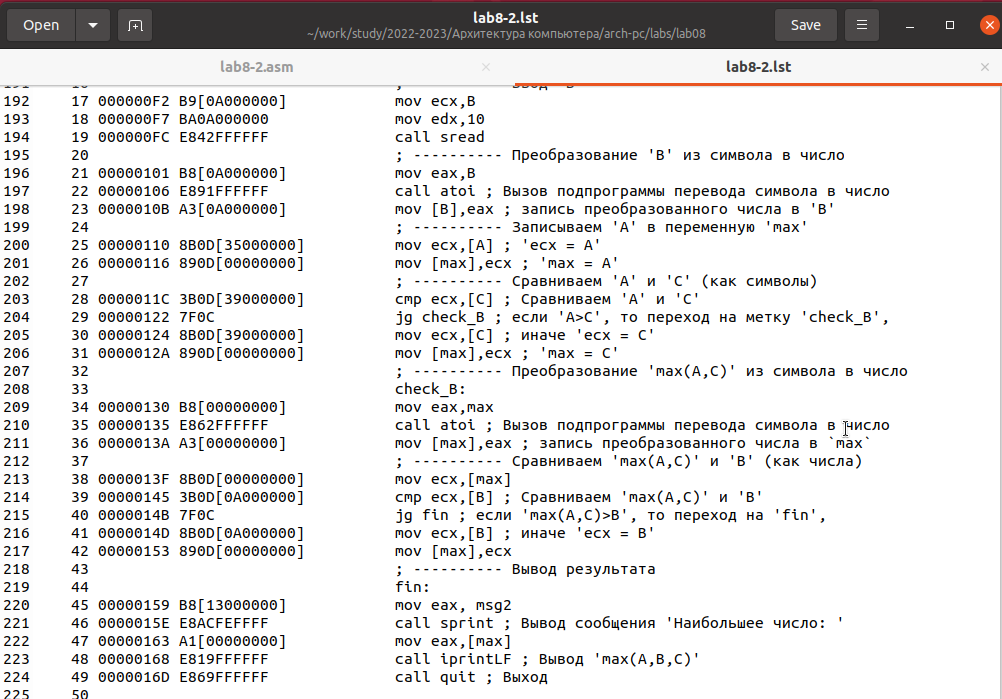 Open
lab8-2.lst
~/work/study/2022-2023/Архитектура компьютера/arch-pc/labs/lab08
Save
lab8-2.asm
lab8-2.lst
192 17 000000F2 B9[0A000000] mov ecx,B
193 18 000000F7 BA0A000000 mov edx,10
194 19 000000FC E842FFFFFF call sread
195 20 ; ---------- Преобразование 'B' из символа в число
196 21 00000101 B8[0A000000] mov eax,B
197 22 00000106 E891FFFFFF call atoi ; Вызов подпрограммы перевода символа в число
198 23 0000010B A3[0A000000] mov [B],eax ; запись преобразованного числа в 'B'
199 24 ; ---------- Записываем 'A' в переменную 'max'
200 25 00000110 8B0D[35000000] mov ecx,[A] ; 'ecx = A'
201 26 00000116 890D[00000000] mov [max],ecx ; 'max = A'
202 27 ; ---------- Сравниваем 'A' и 'С' (как символы)
203 28 0000011C 3B0D[39000000] cmp ecx,[C] ; Сравниваем 'A' и 'С'
204 29 00000122 7F0C jg check_B ; если 'A>C', то переход на метку 'check_B',
205 30 00000124 8B0D[39000000] mov ecx,[C] ; иначе 'ecx = C'
206 31 0000012A 890D[00000000] mov [max],ecx ; 'max = C'
207 32 ; ---------- Преобразование 'max(A,C)' из символа в число
208 33 check_B:
209 34 00000130 B8[00000000] mov eax,max
210 35 00000135 E862FFFFFF call atoi ; Вызов подпрограммы перевода символа в число
211 36 0000013A A3[00000000] mov [max],eax ; запись преобразованного числа в `max`
212 37 ; ---------- Сравниваем 'max(A,C)' и 'B' (как числа)
213 38 0000013F 8B0D[00000000] mov ecx,[max]
214 39 00000145 3B0D[0A000000] cmp ecx,[B] ; Сравниваем 'max(A,C)' и 'B'
215 40 0000014B 7F0C jg fin ; если 'max(A,C)>B', то переход на 'fin',
216 41 0000014D 8B0D[0A000000] mov ecx,[B] ; иначе 'ecx = B'
217 42 00000153 890D[00000000] mov [max],ecx
218 43 ; ---------- Вывод результата
219 44 fin:
220 45 00000159 B8[13000000] mov eax, msg2
221 46 0000015E E8ACFEFFFF call sprint ; Вывод сообщения 'Наибольшее число: '
222 47 00000163 A1[00000000] mov eax,[max]
223 48 00000168 E819FFFFFF call iprintLF ; Вывод 'max(A,B,C)'
224 49 0000016D E869FFFFFF call quit ; Выход
225 50